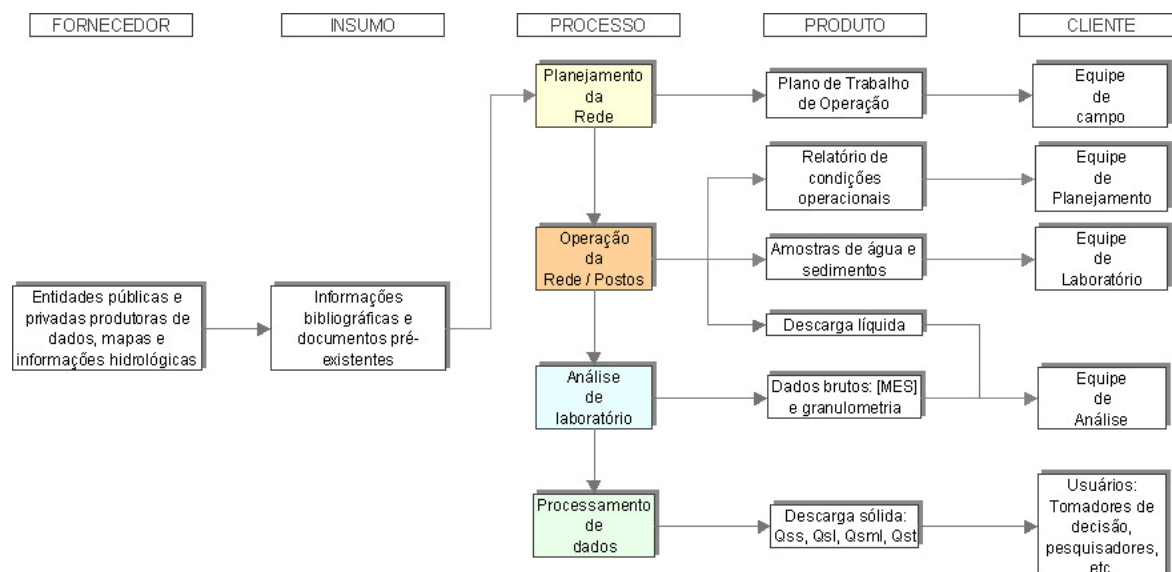 FORNECEDOR
INSUMO
PROCESSO
PRODUTO
CLIENTE
Planejamento
da
Rede
Plano de Trabalho
de Operação
Equipe
de
campo
Relatório de
condições
operacionais
Equipe
de
Planejamento
Operação
da
Rede / Postos
Amostras de água e
sedimentos
Equipe
de
Laboratório
Entidades públicas e
privadas produtoras de
dados, mapas e
informações hidrológicas
Informações
bibliográficas e
documentos pré-
existentes
Descarga líquida
Análise
de
laboratório
Dados brutos: [MES]
e granulometria
Equipe
de
Análise
Processamento
de
dados
Descarga sólida:
Qss, Qsl, Qsml, Qst
Usuários:
Tomadores de
decisão,
pesquisadores,
etc